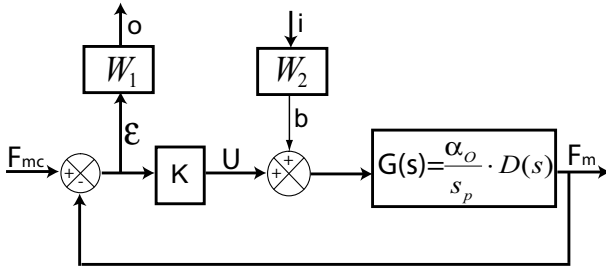 o
i
W₁
W₂
ε
b
Fmc
+
-
K
U
+
+
G(s)=αO/sp · D(s)
Fm